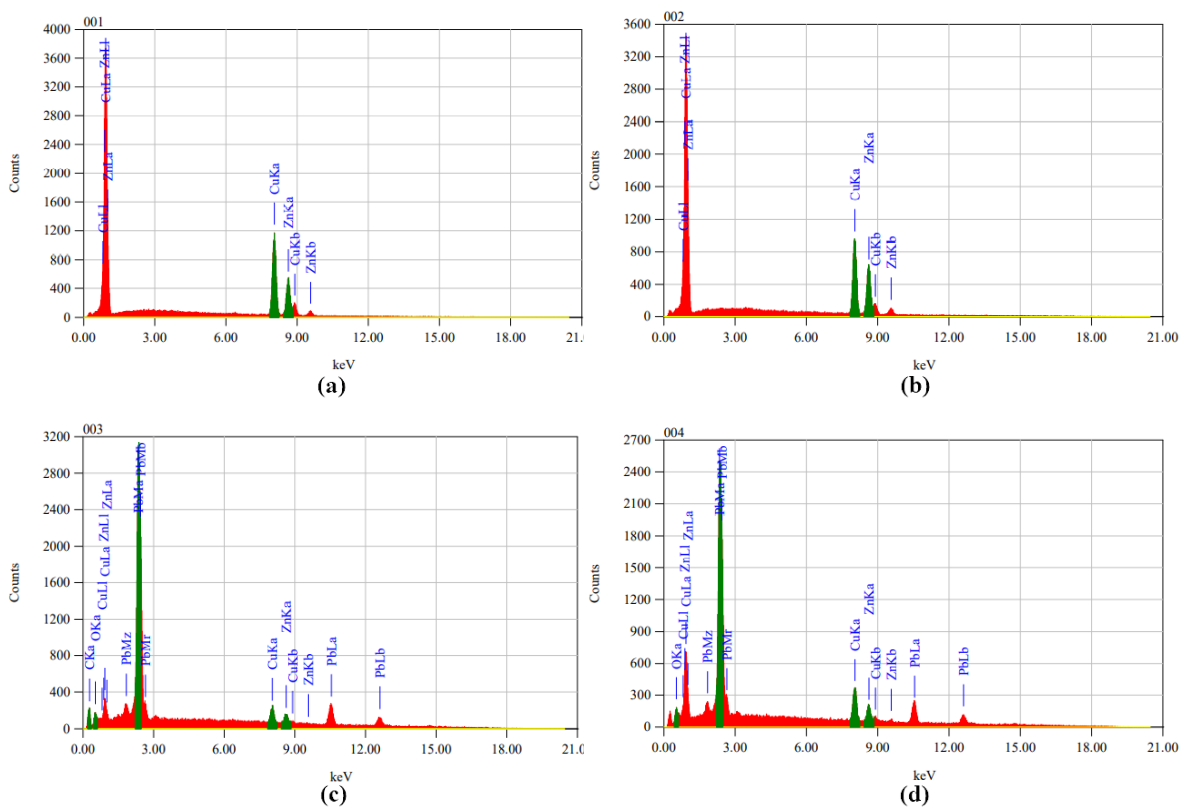 001
4000
3600
3200
2800
2400
2000
1600
1200
800
400
0
Counts
CuLl
CuLa
ZnLl
ZnLa
CuKa
ZnKa
CuKb
ZnKb
0.00 3.00 6.00 9.00 12.00 15.00 18.00 21.0
keV
(a)
002
3600
3200
2800
2400
2000
1600
1200
800
400
0
Counts
CuLl
CuLa
ZnLl
ZnLa
CuKa
ZnKa
CuKb
ZnKb
0.00 3.00 6.00 9.00 12.00 15.00 18.00 21.00
keV
(b)
003
3200
2800
2400
2000
1600
1200
800
400
0
Counts
CKa
OKa
CuLl
CuLa
ZnLl
ZnLa
PbMz
PbMa
PbMb
PbMr
CuKa
ZnKa
CuKb
ZnKb
PbLa
PbLb
0.00 3.00 6.00 9.00 12.00 15.00 18.00 21.0
keV
(c)
004
2700
2400
2100
1800
1500
1200
900
600
300
0
Counts
OKa
CuLl
CuLa
ZnLl
ZnLa
PbMz
PbMa
PbMb
PbMr
CuKa
ZnKa
CuKb
ZnKb
PbLa
PbLb
0.00 3.00 6.00 9.00 12.00 15.00 18.00 21.00
keV
(d)